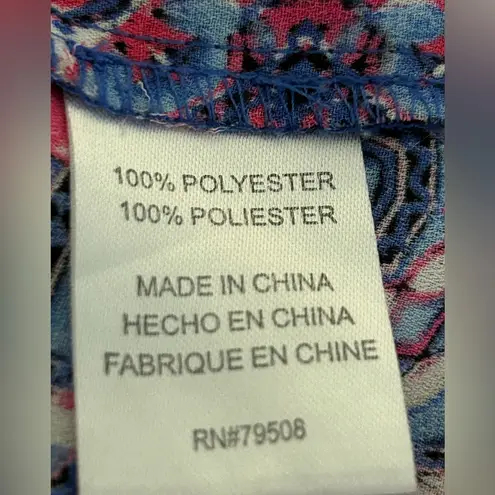 100% POLYESTER
100% POLIESTER
MADE IN CHINA
HECHO EN CHINA
FABRIQUE EN CHINE
RN#79508